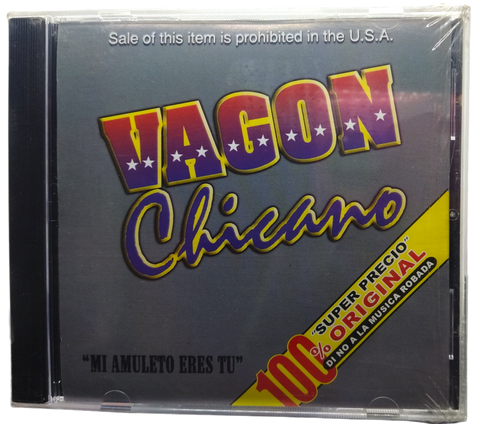 Sale of this item is prohibited in the U.S.A.
VAGON
Chicano
"SUPER PRECIO"
100% ORIGINAL
DI NO A LA MUSICA ROBADA
"MI AMULETO ERES TU"